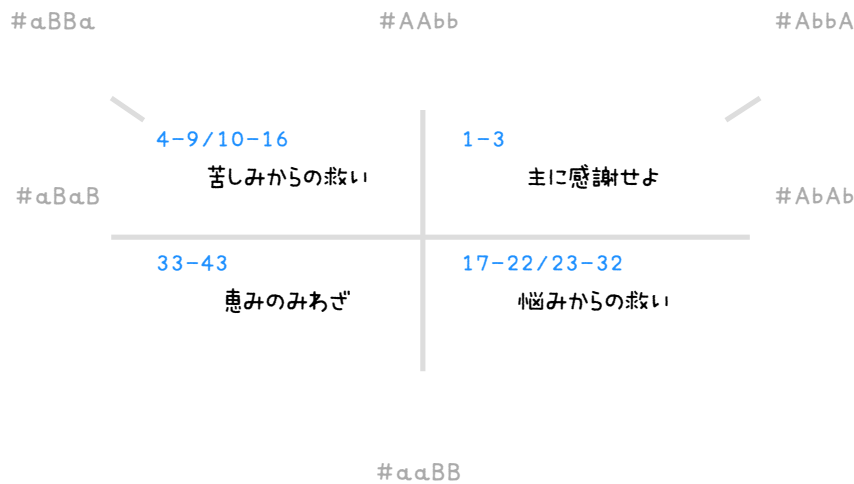 #aBBa
#AAbb
#AbbA
4-9/10-16
苦しみからの救い
1-3
主に感謝せよ
#aBaB
#AbAb
33-43
恵みのみわざ
17-22/23-32
悩みからの救い
#aaBB